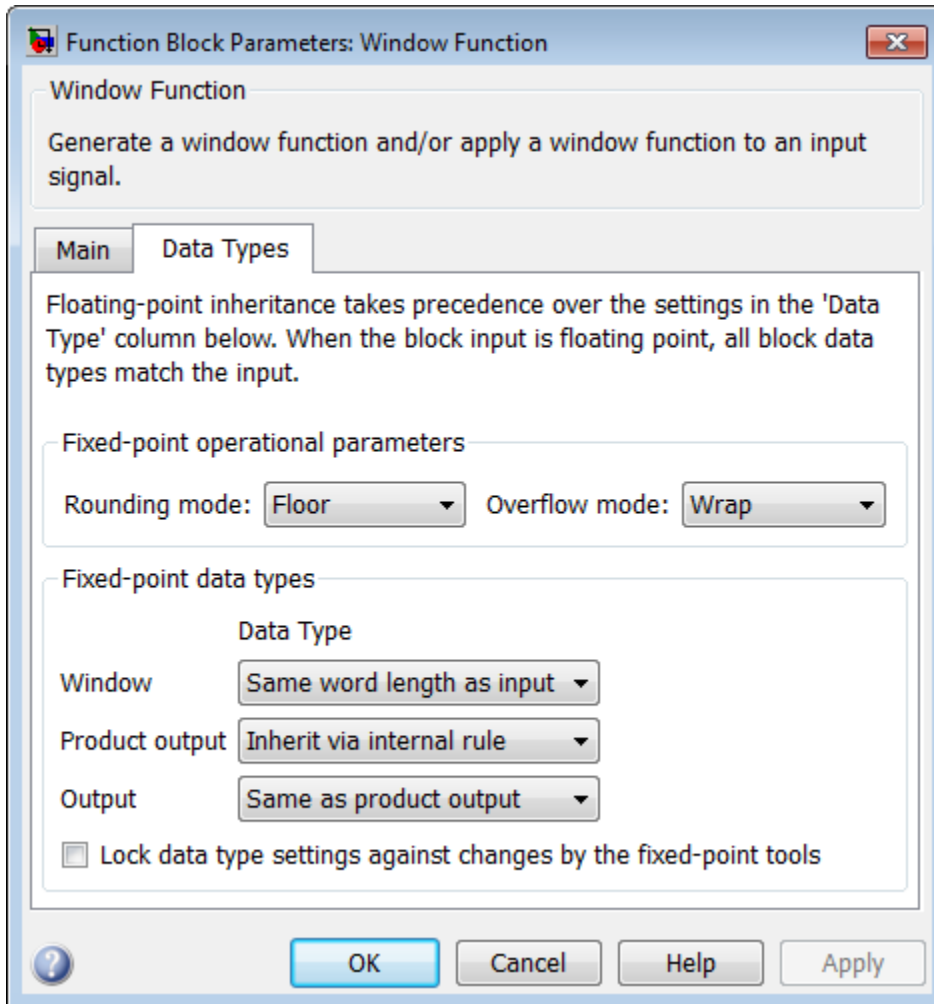 Function Block Parameters: Window Function
Window Function
Generate a window function and/or apply a window function to an input
signal.
Main
Data Types
Floating-point inheritance takes precedence over the settings in the 'Data
Type' column below. When the block input is floating point, all block data
types match the input.
Fixed-point operational parameters
Rounding mode: Floor Overflow mode: Wrap
Fixed-point data types
Data Type
Window Same word length as input
Product output Inherit via internal rule
Output Same as product output
Lock data type settings against changes by the fixed-point tools
? OK Cancel Help Apply